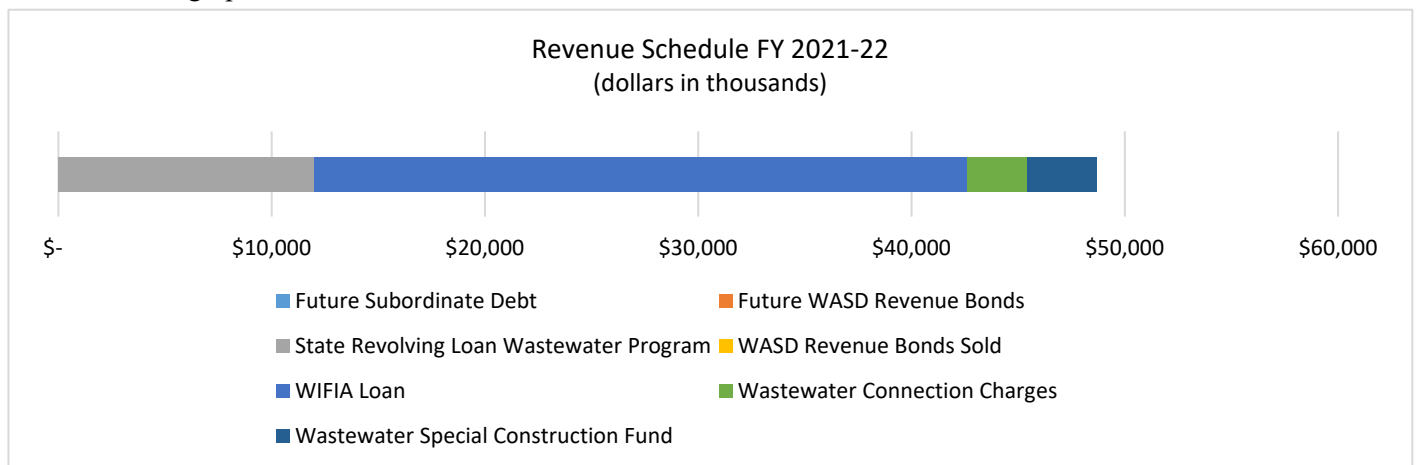 Revenue Schedule FY 2021-22
(dollars in thousands)
$- $10,000 $20,000 $30,000 $40,000 $50,000 $60,000
Future Subordinate Debt Future WASD Revenue Bonds
State Revolving Loan Wastewater Program WASD Revenue Bonds Sold
WIFIA Loan Wastewater Connection Charges
Wastewater Special Construction Fund